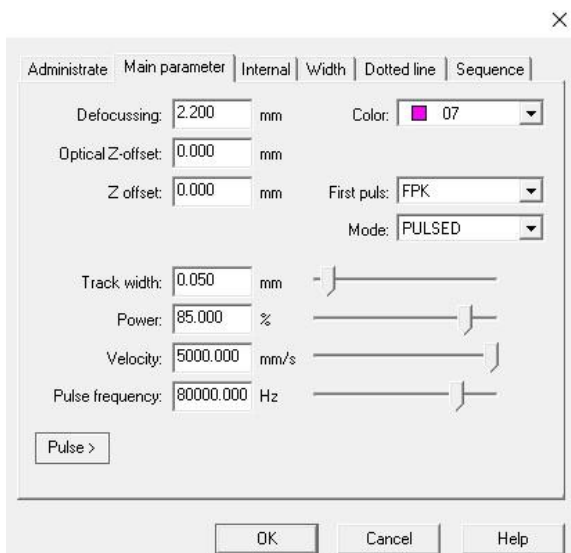 Administrate Main parameter Internal Width Dotted line Sequence
Defocussing: 2.200 mm Color: 07
Optical Z-offset: 0.000 mm
Z offset: 0.000 mm First puls: FPK
Mode: PULSED
Track width: 0.050 mm
Power: 85.000 %
Velocity: 5000.000 mm/s
Pulse frequency: 80000.000 Hz
Pulse >
OK Cancel Help